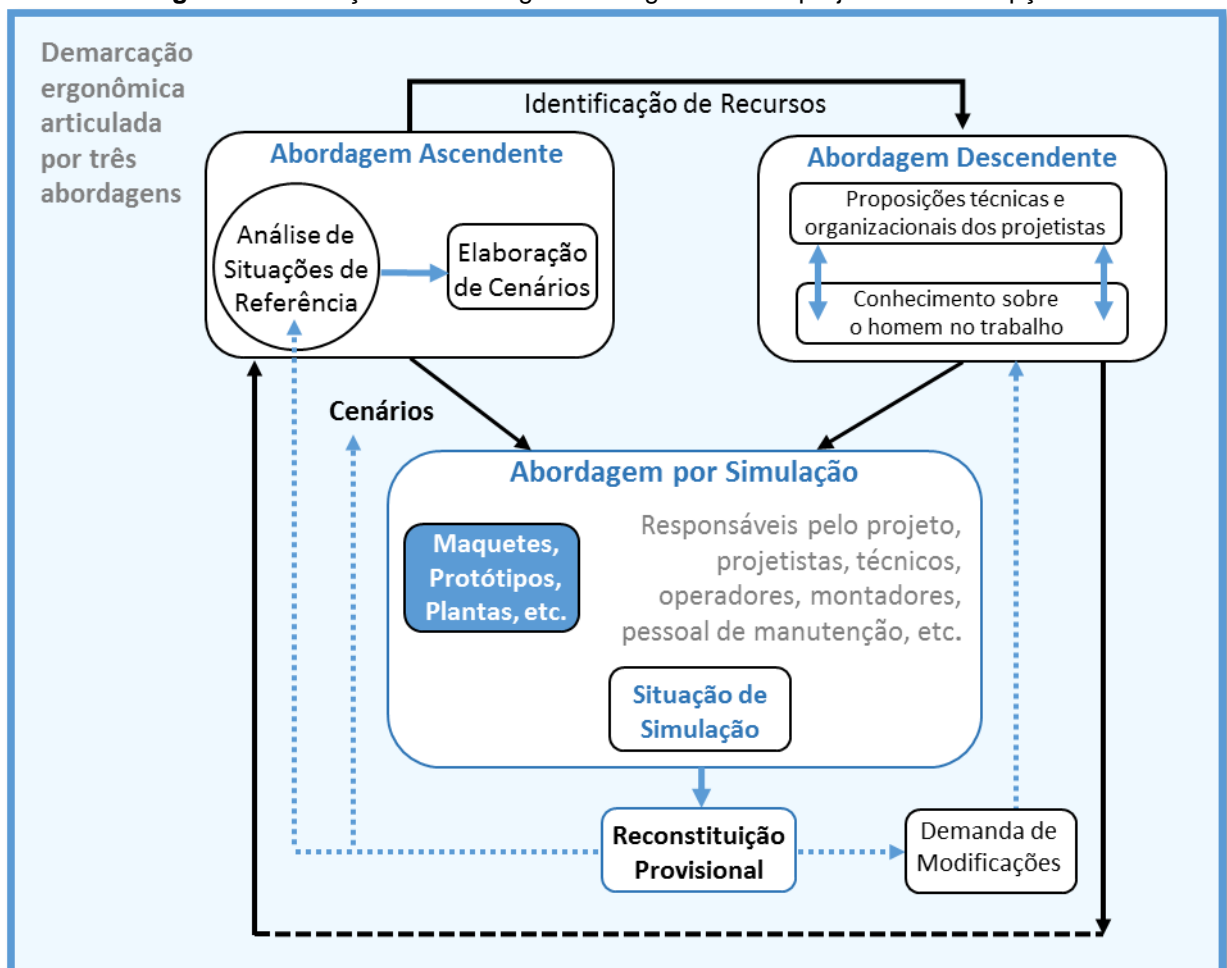 Demarcação
ergonômica
articulada
por três
abordagens
Identificação de Recursos
Abordagem Ascendente
Análise de
Situações de
Referência
Elaboração
de Cenários
Abordagem Descendente
Proposições técnicas e
organizacionais dos projetistas
Conhecimento sobre
o homem no trabalho
Cenários
Abordagem por Simulação
Maquetes,
Protótipos,
Plantas, etc.
Responsáveis pelo projeto,
projetistas, técnicos,
operadores, montadores,
pessoal de manutenção, etc.
Situação de
Simulação
Reconstituição
Provisional
Demanda de
Modificações